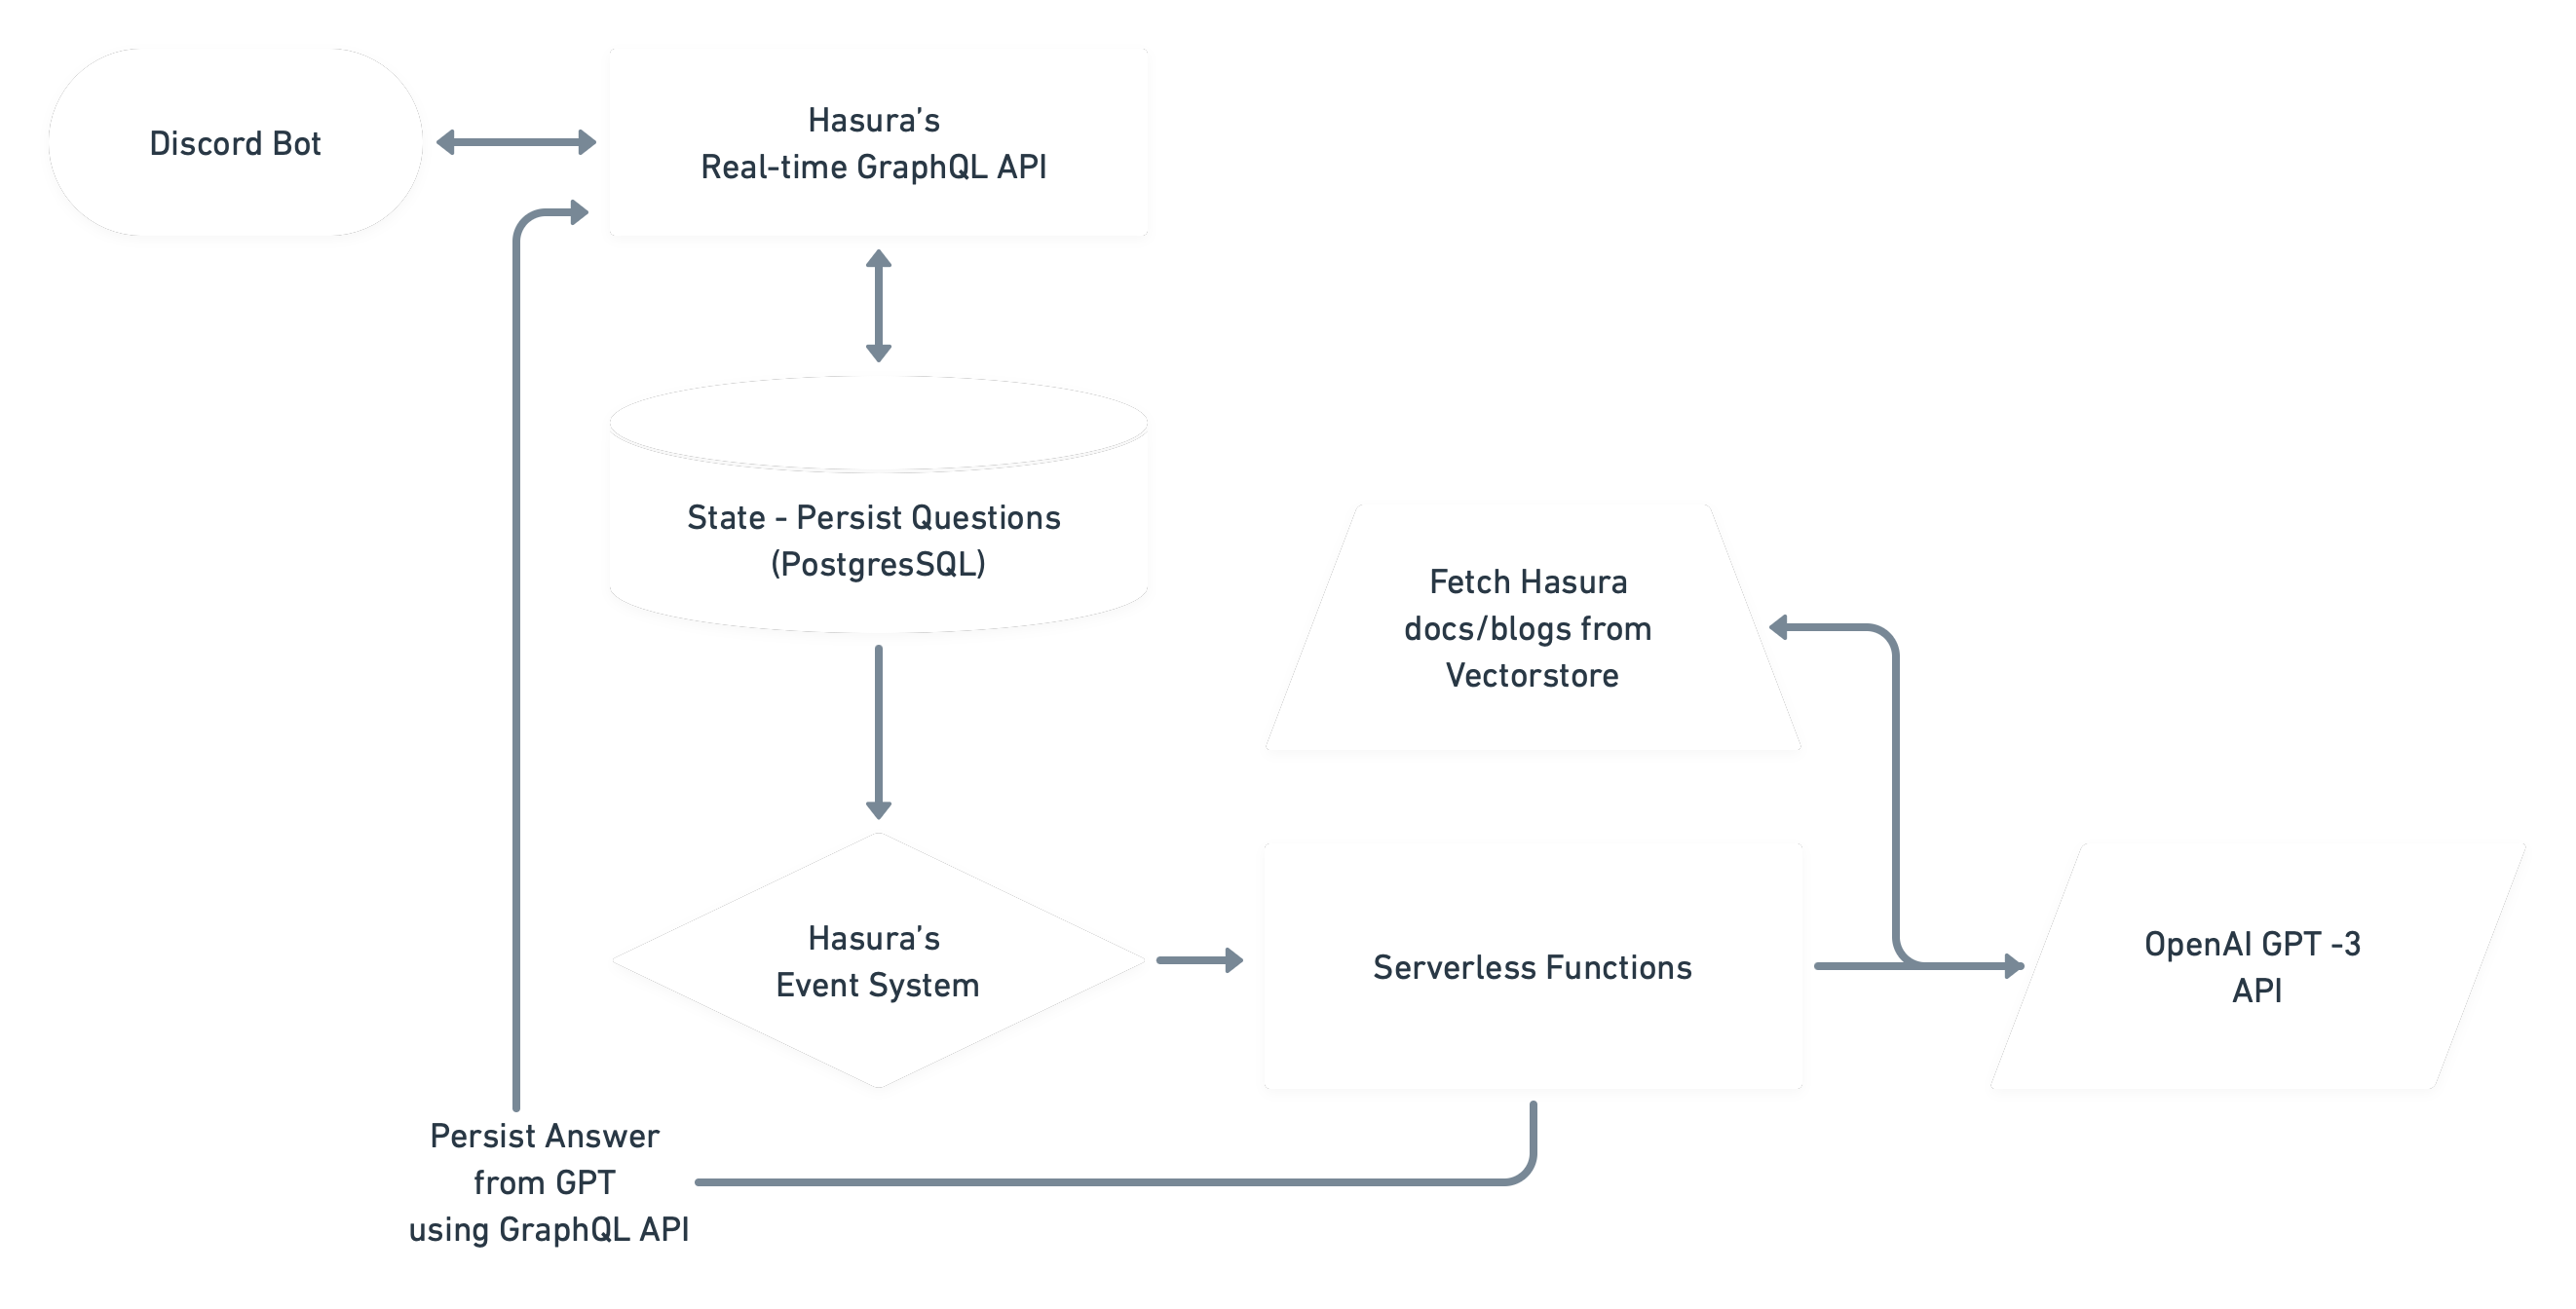 Discord Bot
Hasura’s
Real-time GraphQL API
State - Persist Questions
(PostgresSQL)
Fetch Hasura
docs/blogs from
Vectorstore
Hasura’s
Event System
Serverless Functions
OpenAI GPT -3
API
Persist Answer
from GPT
using GraphQL API